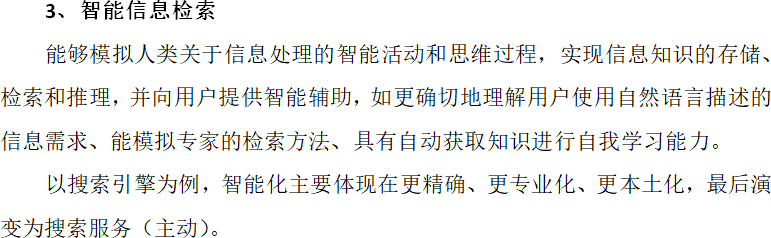 3、智能信息检索
能够模拟人类关于信息处理的智能活动和思维过程，实现信息知识的存储、
检索和推理，并向用户提供智能辅助，如更确切地理解用户使用自然语言描述的
信息需求、能模拟专家的检索方法、具有自动获取知识进行自我学习能力。
以搜索引擎为例，智能化主要体现在更精确、更专业化、更本土化，最后演
变为搜索服务（主动）。